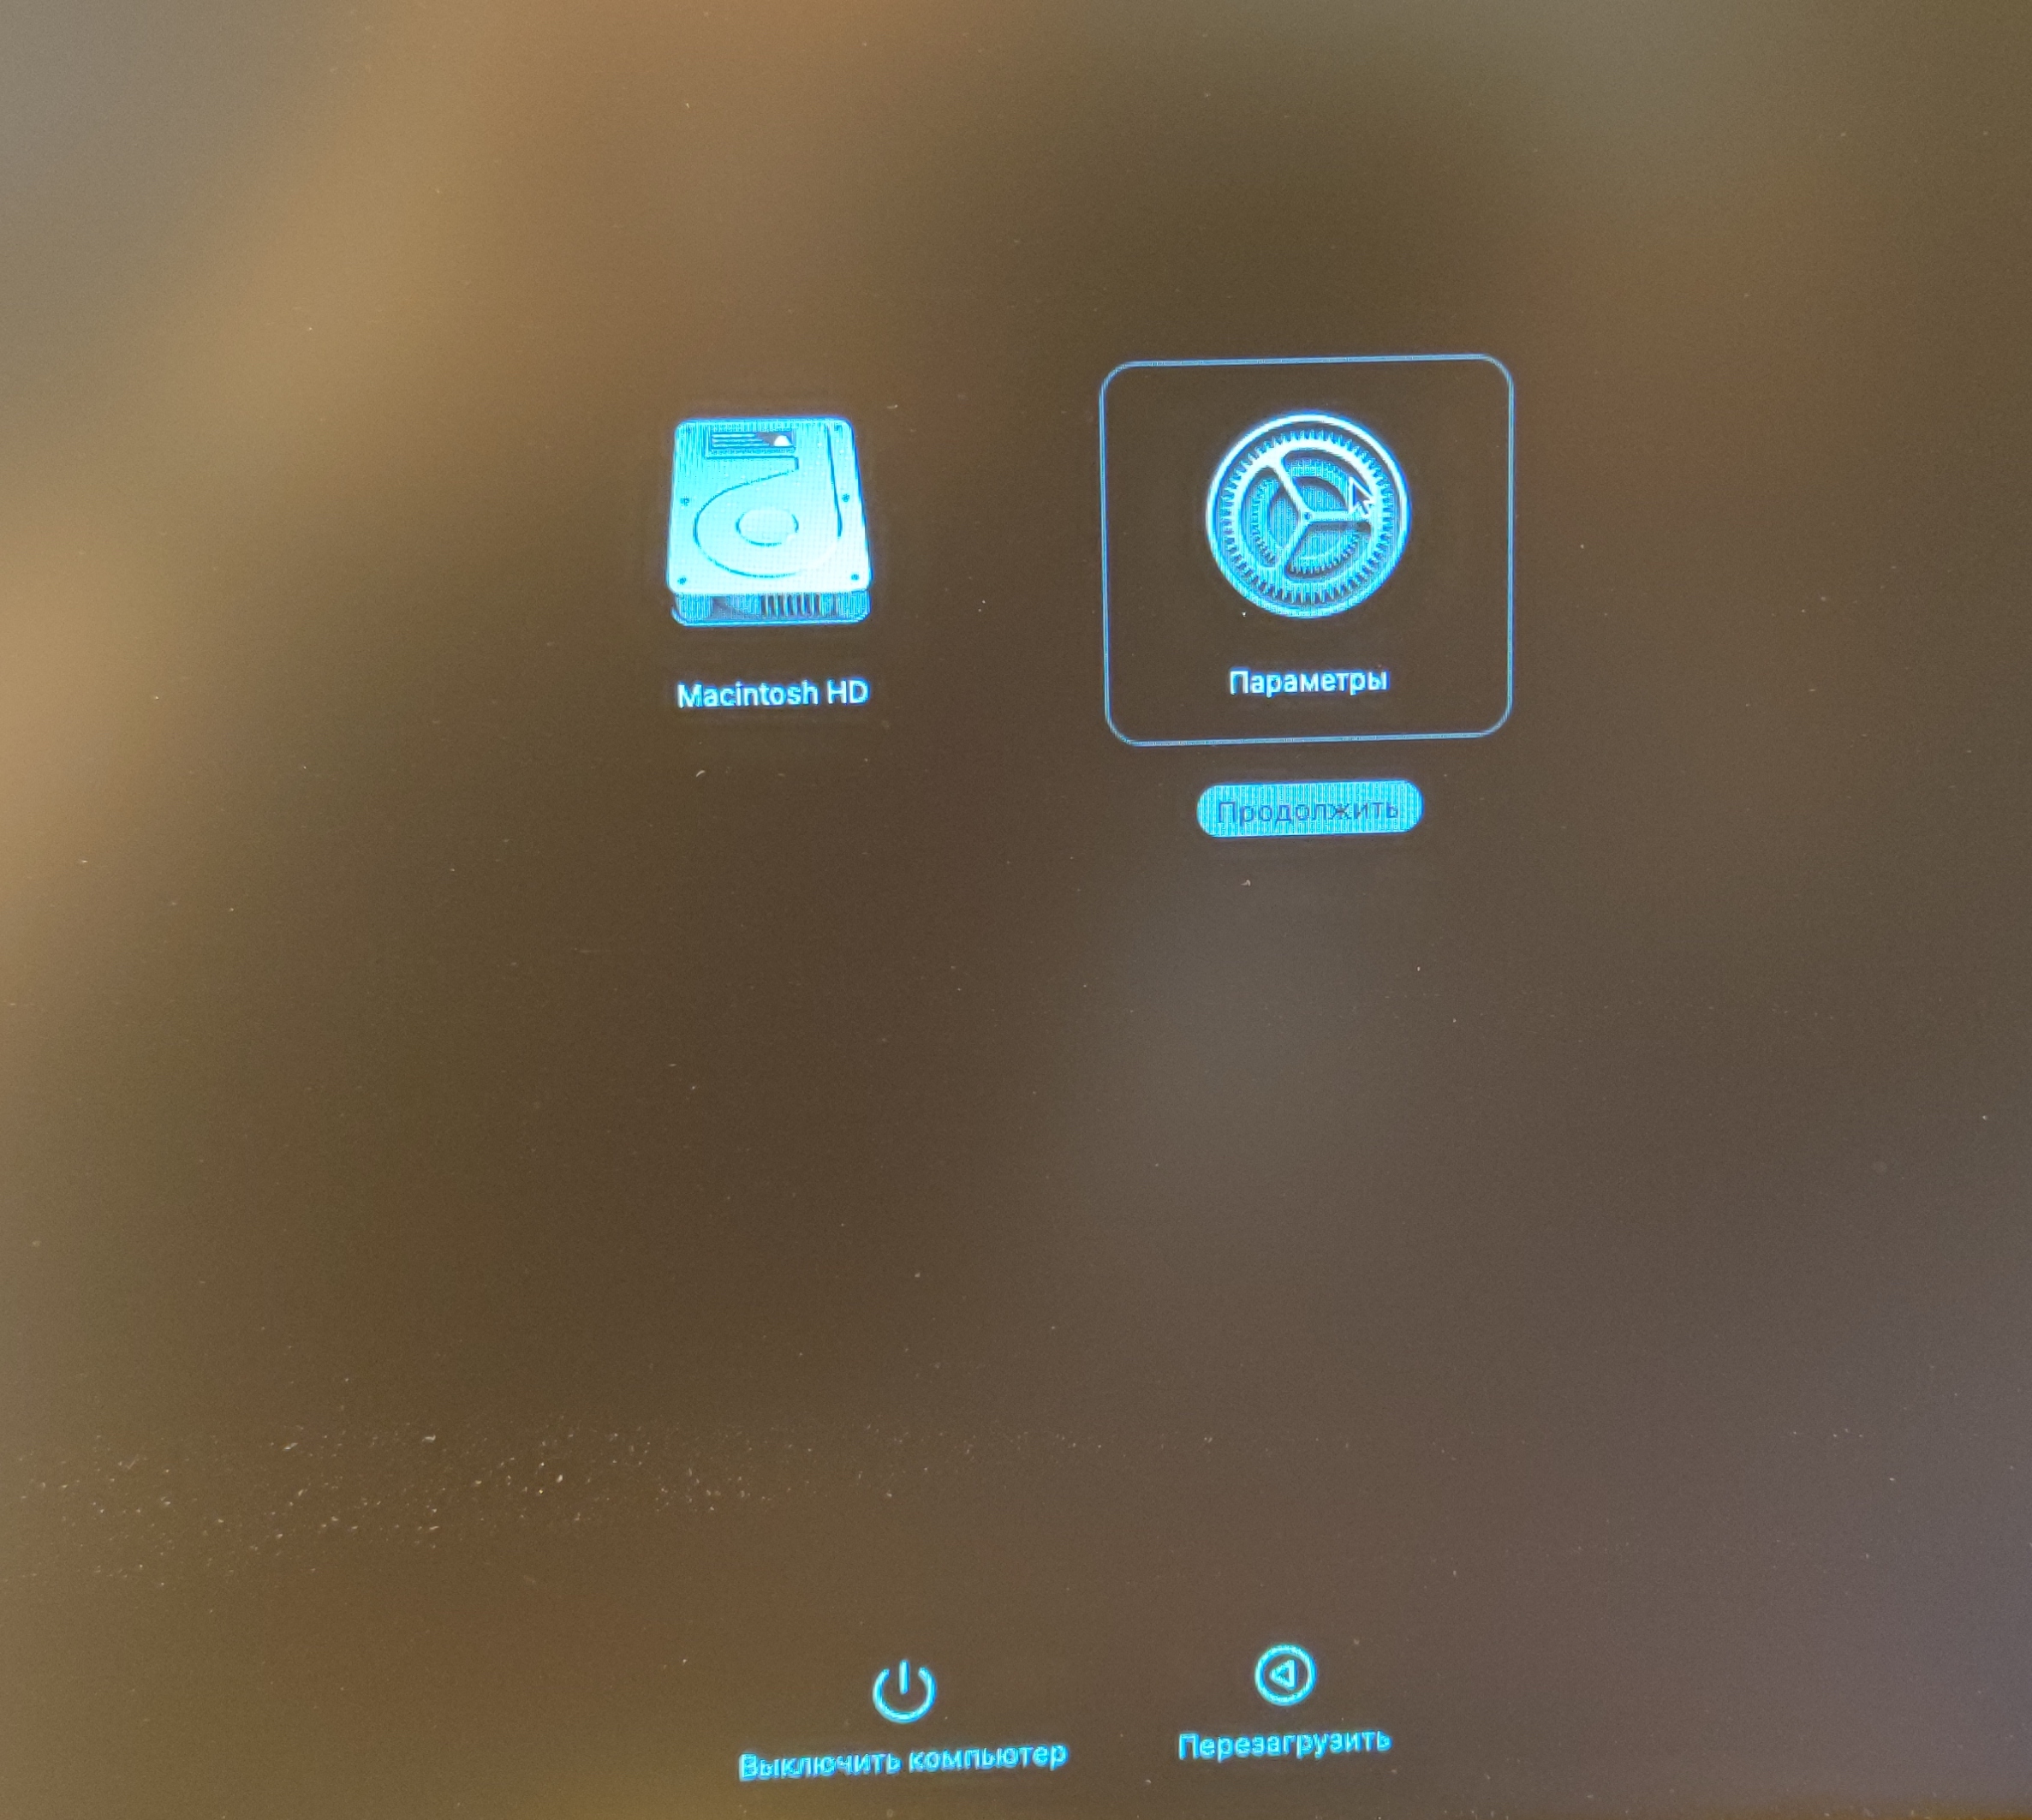 Macintosh HD
Параметры
Продолжить
Выключить компьютер
Перезагрузить